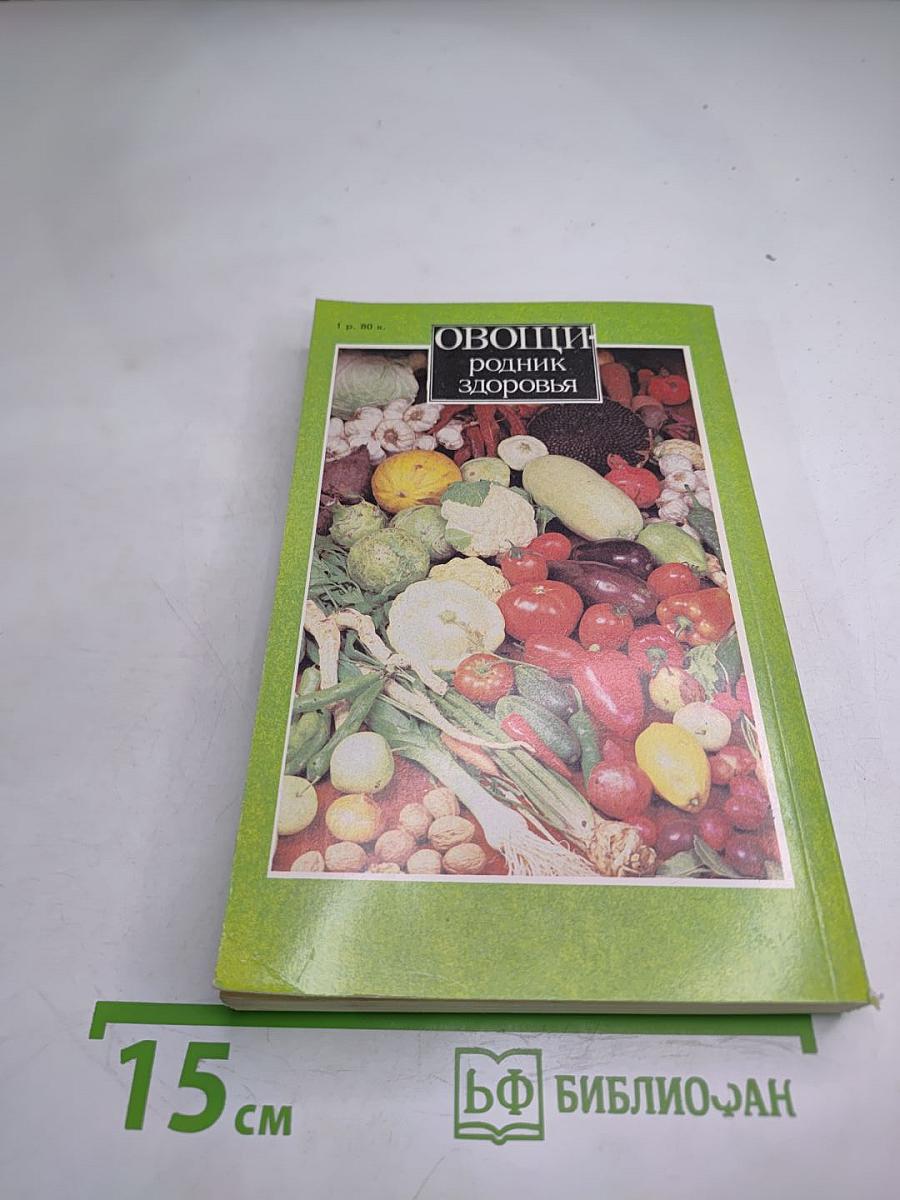 1 р. 80 к.
ОВОЩИ-
родник
здоровья
15 см
БФ БИБЛИОФАН